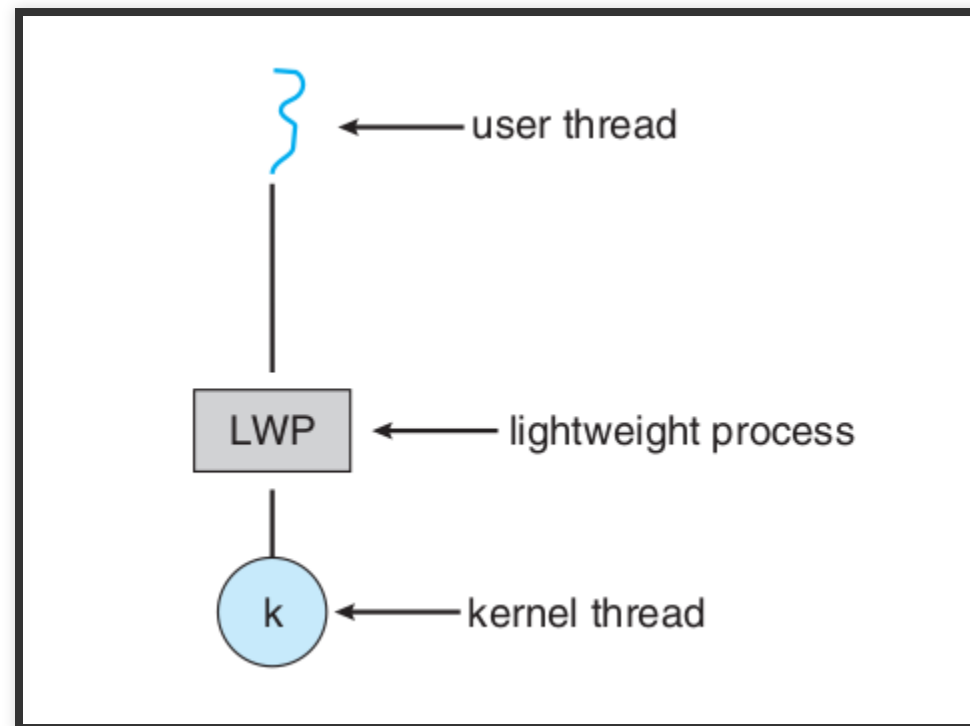 user thread
LWP
lightweight process
k
kernel thread